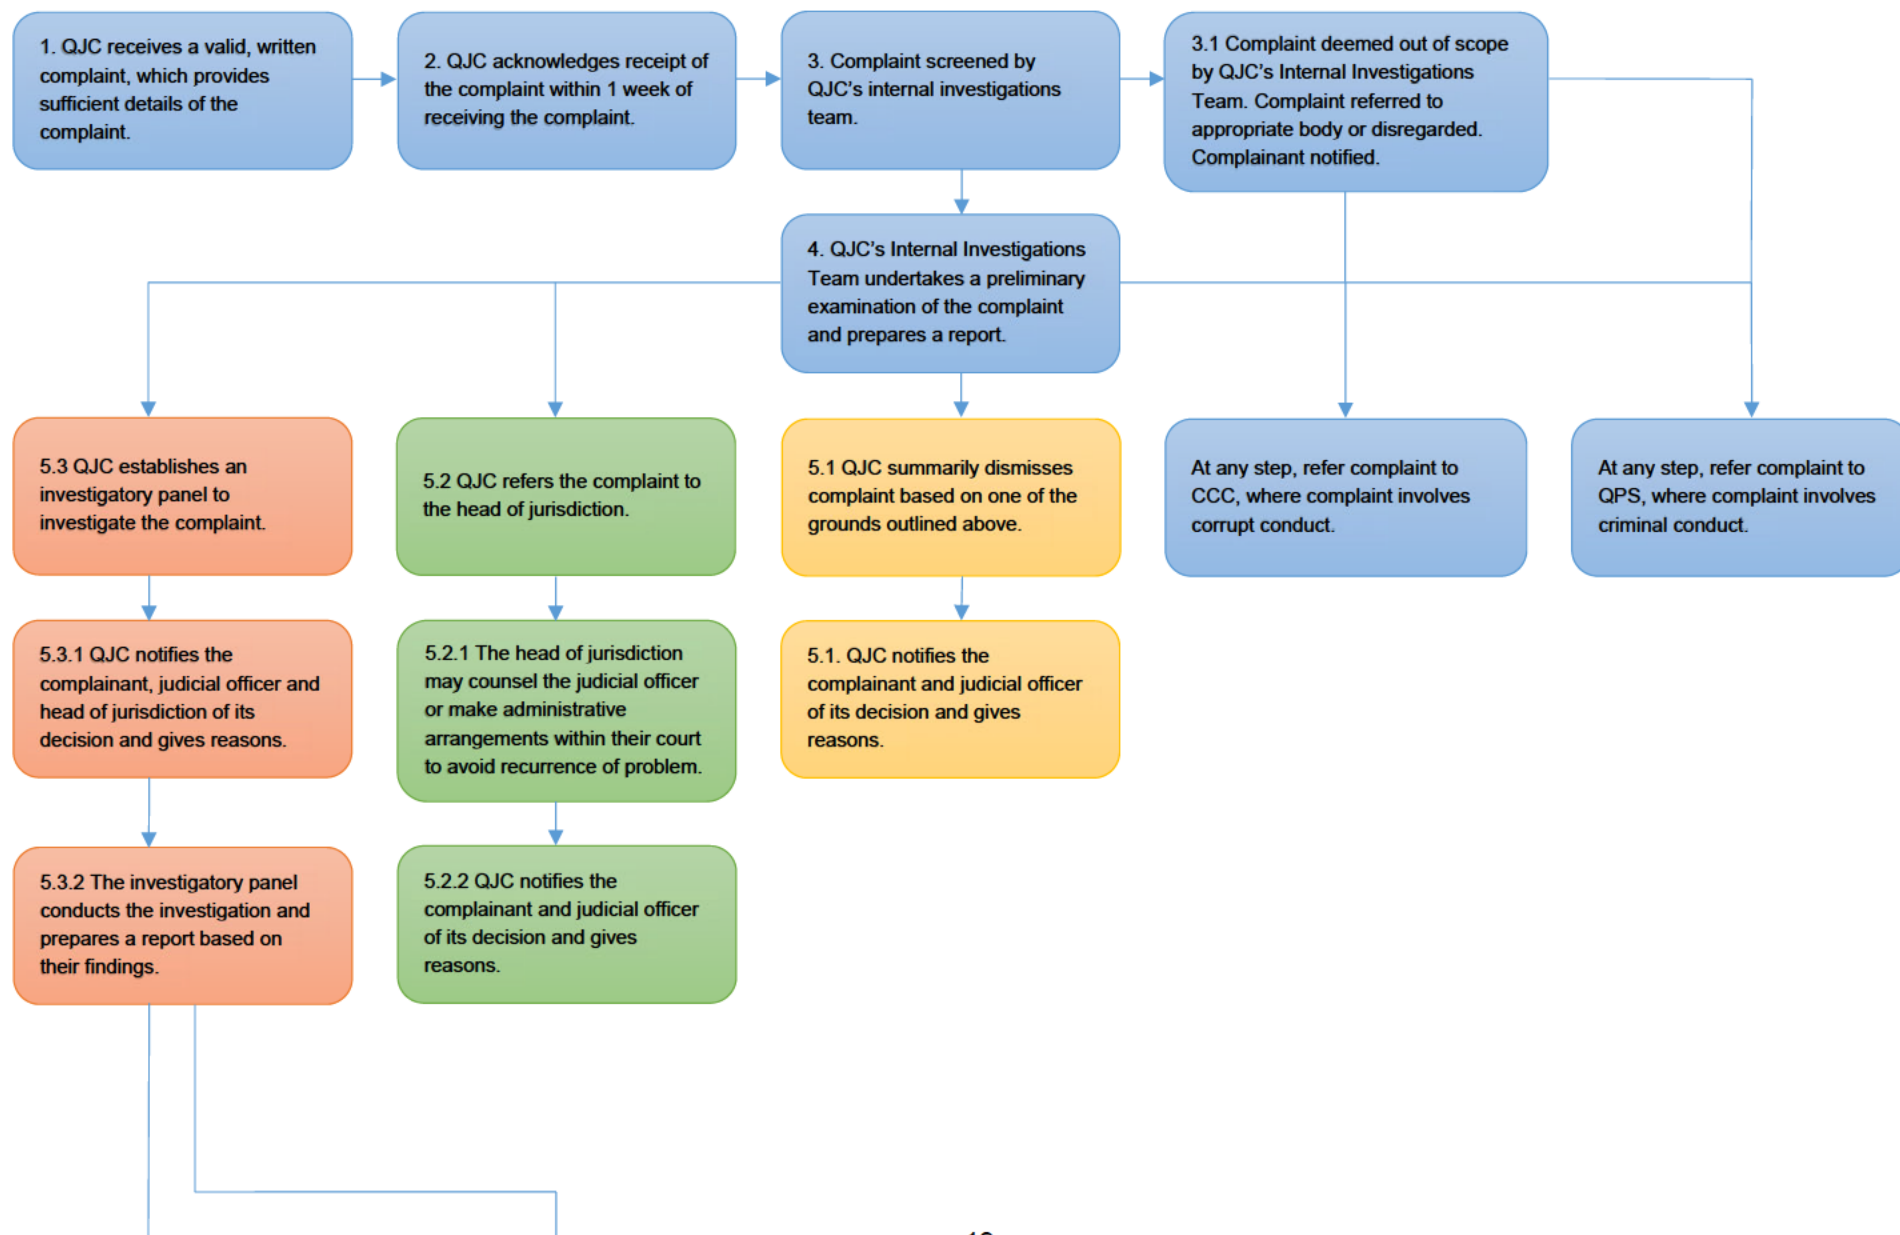 1. QJC receives a valid, written
complaint, which provides
sufficient details of the
complaint.
2. QJC acknowledges receipt of
the complaint within 1 week of
receiving the complaint.
3. Complaint screened by
QJC's internal investigations
team.
3.1 Complaint deemed out of scope
by QJC's Internal Investigations
Team. Complaint referred to
appropriate body or disregarded.
Complainant notified.
4. QJC's Internal Investigations
Team undertakes a preliminary
examination of the complaint
and prepares a report.
5.3 QJC establishes an
investigatory panel to
investigate the complaint.
5.2 QJC refers the complaint to
the head of jurisdiction.
5.1 QJC summarily dismisses
complaint based on one of the
grounds outlined above.
At any step, refer complaint to
CCC, where complaint involves
corrupt conduct.
At any step, refer complaint to
QPS, where complaint involves
criminal conduct.
5.3.1 QJC notifies the
complainant, judicial officer and
head of jurisdiction of its
decision and gives reasons.
5.2.1 The head of jurisdiction
may counsel the judicial officer
or make administrative
arrangements within their court
to avoid recurrence of problem.
5.1. QJC notifies the
complainant and judicial officer
of its decision and gives
reasons.
5.3.2 The investigatory panel
conducts the investigation and
prepares a report based on
their findings.
5.2.2 QJC notifies the
complainant and judicial officer
of its decision and gives
reasons.